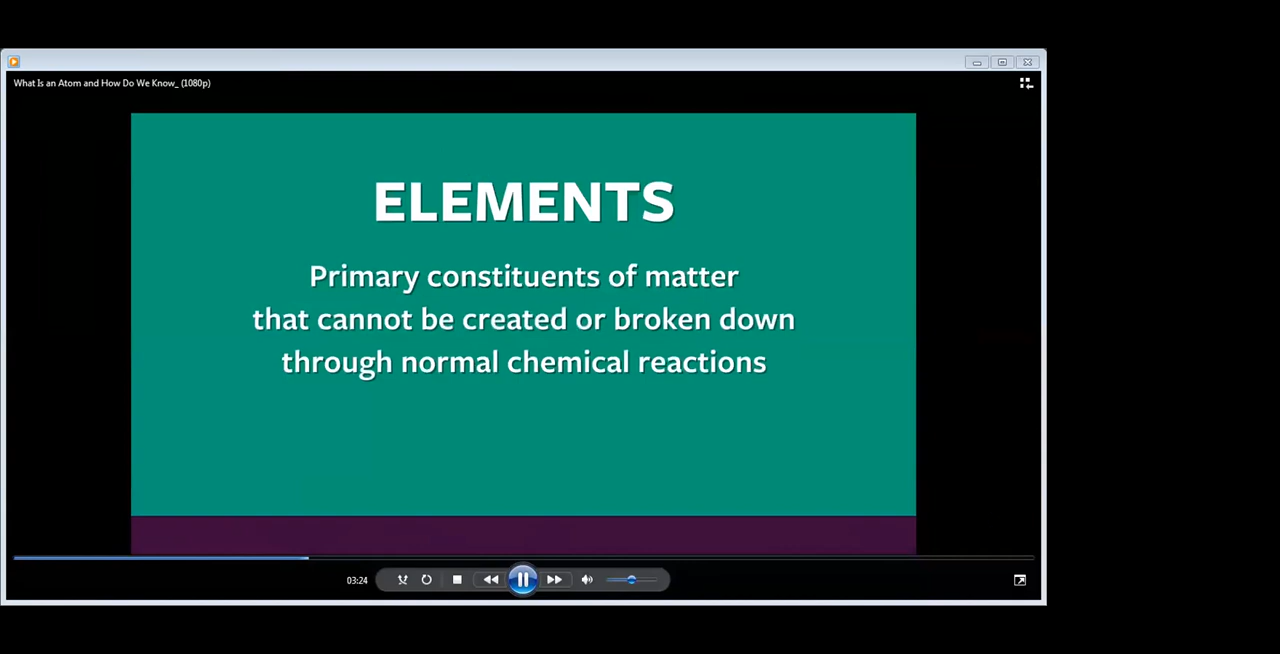 What Is an Atom and How Do We Know_ (1080p)
ELEMENTS
Primary constituents of matter
that cannot be created or broken down
through normal chemical reactions
03:24